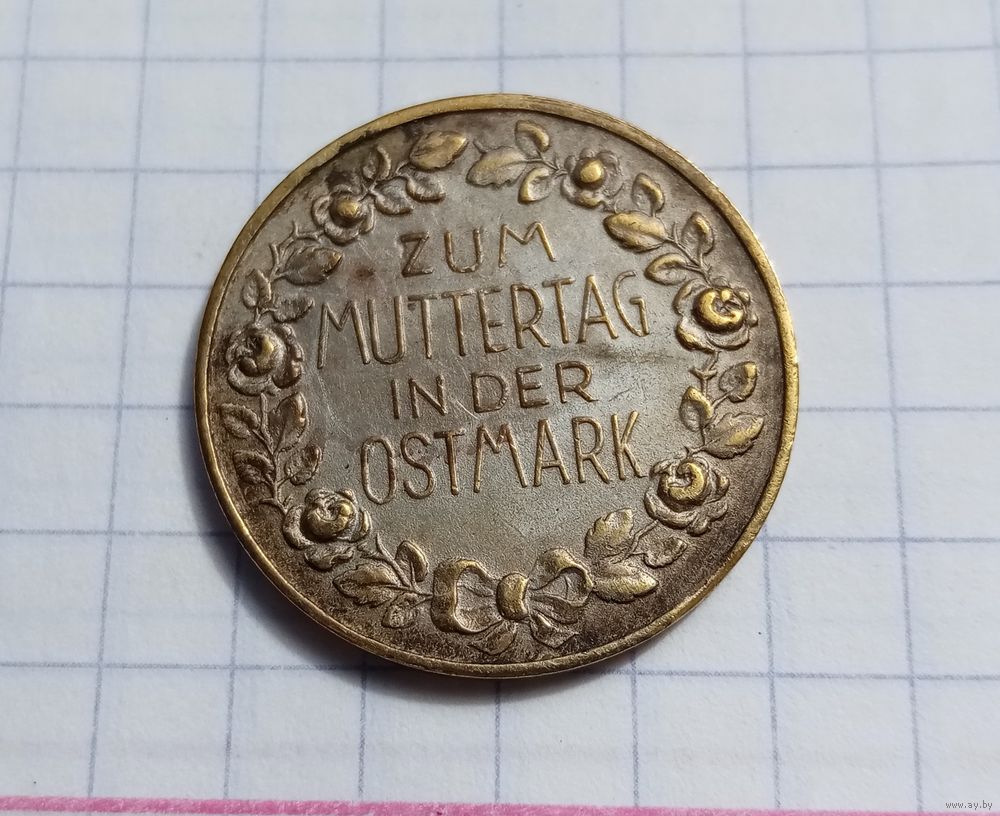 ZUM
MUTTERTAG
IN DER
OSTMARK
www.ay.by